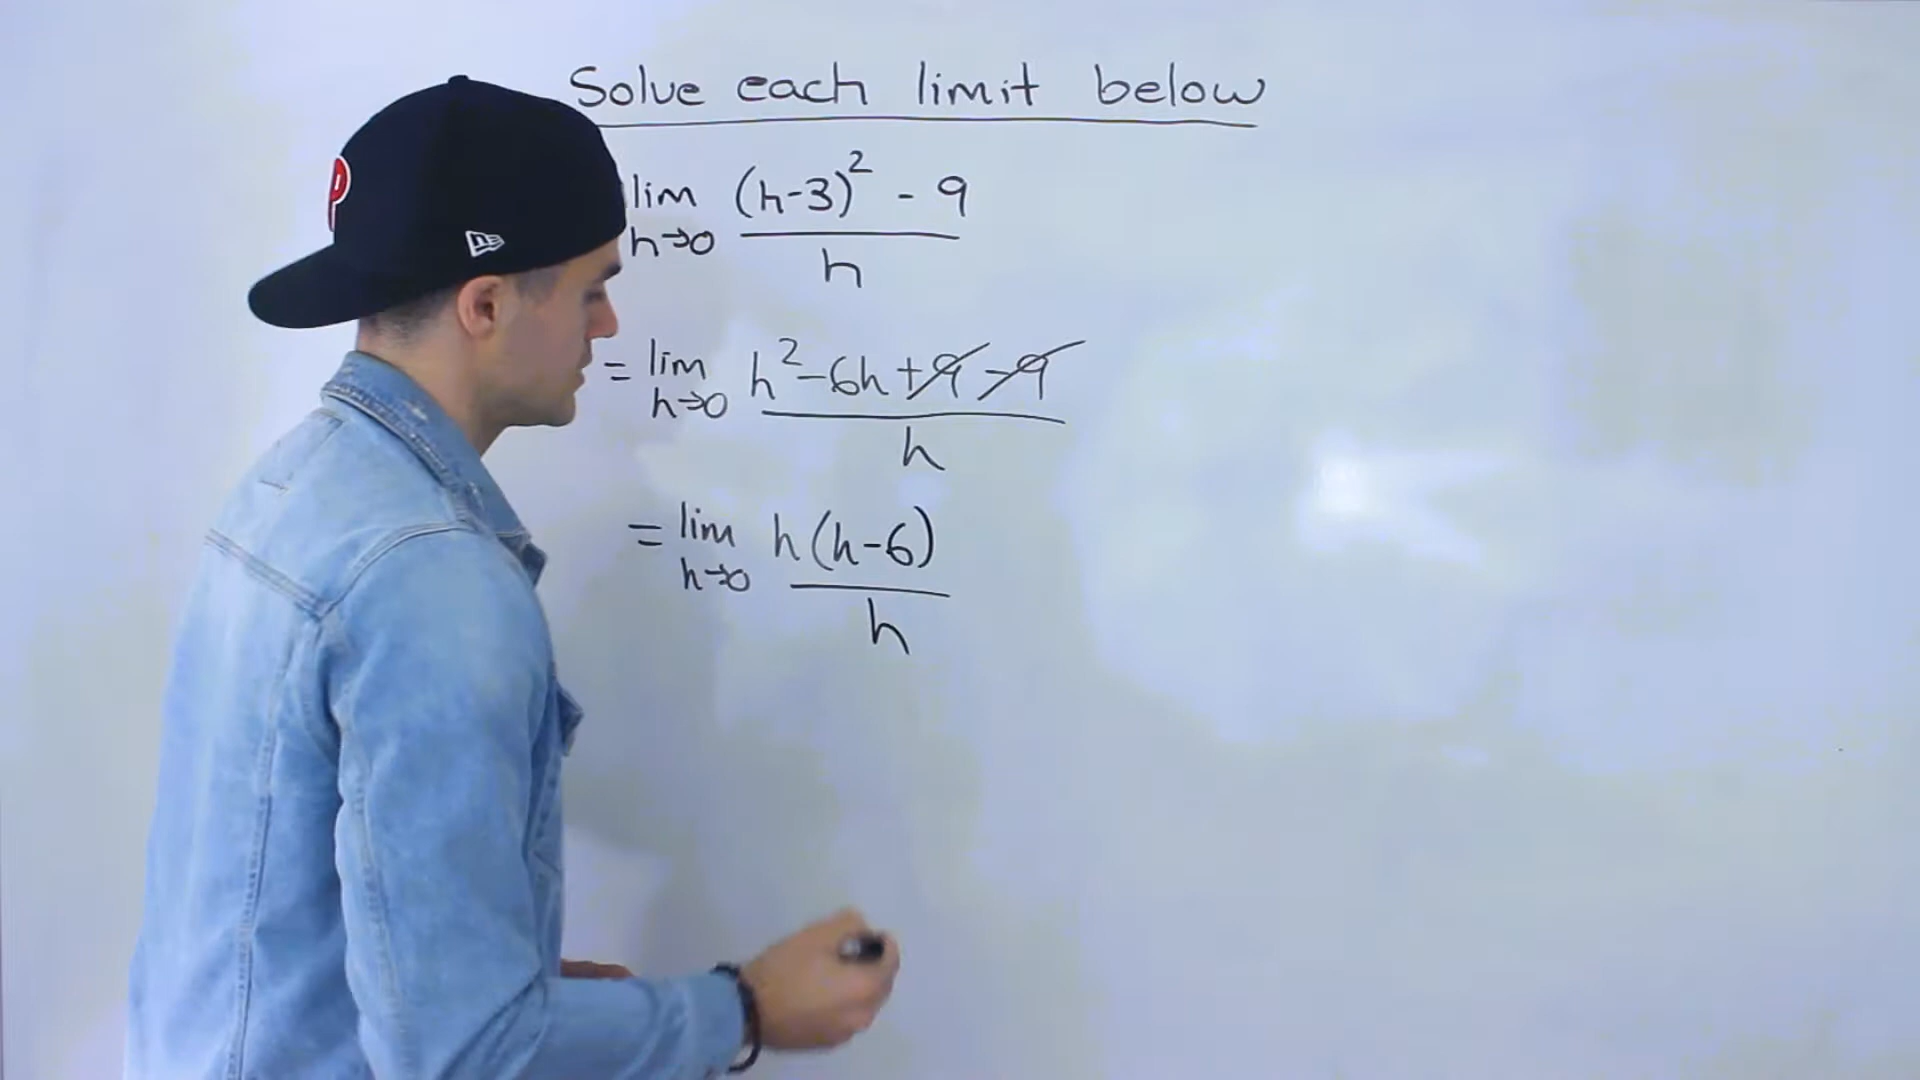 Solve each limit below
lim (h-3)² - 9
h→0 h
= lim h²-6h+9-9
h→0 h
= lim h(h-6)
h→0 h
P